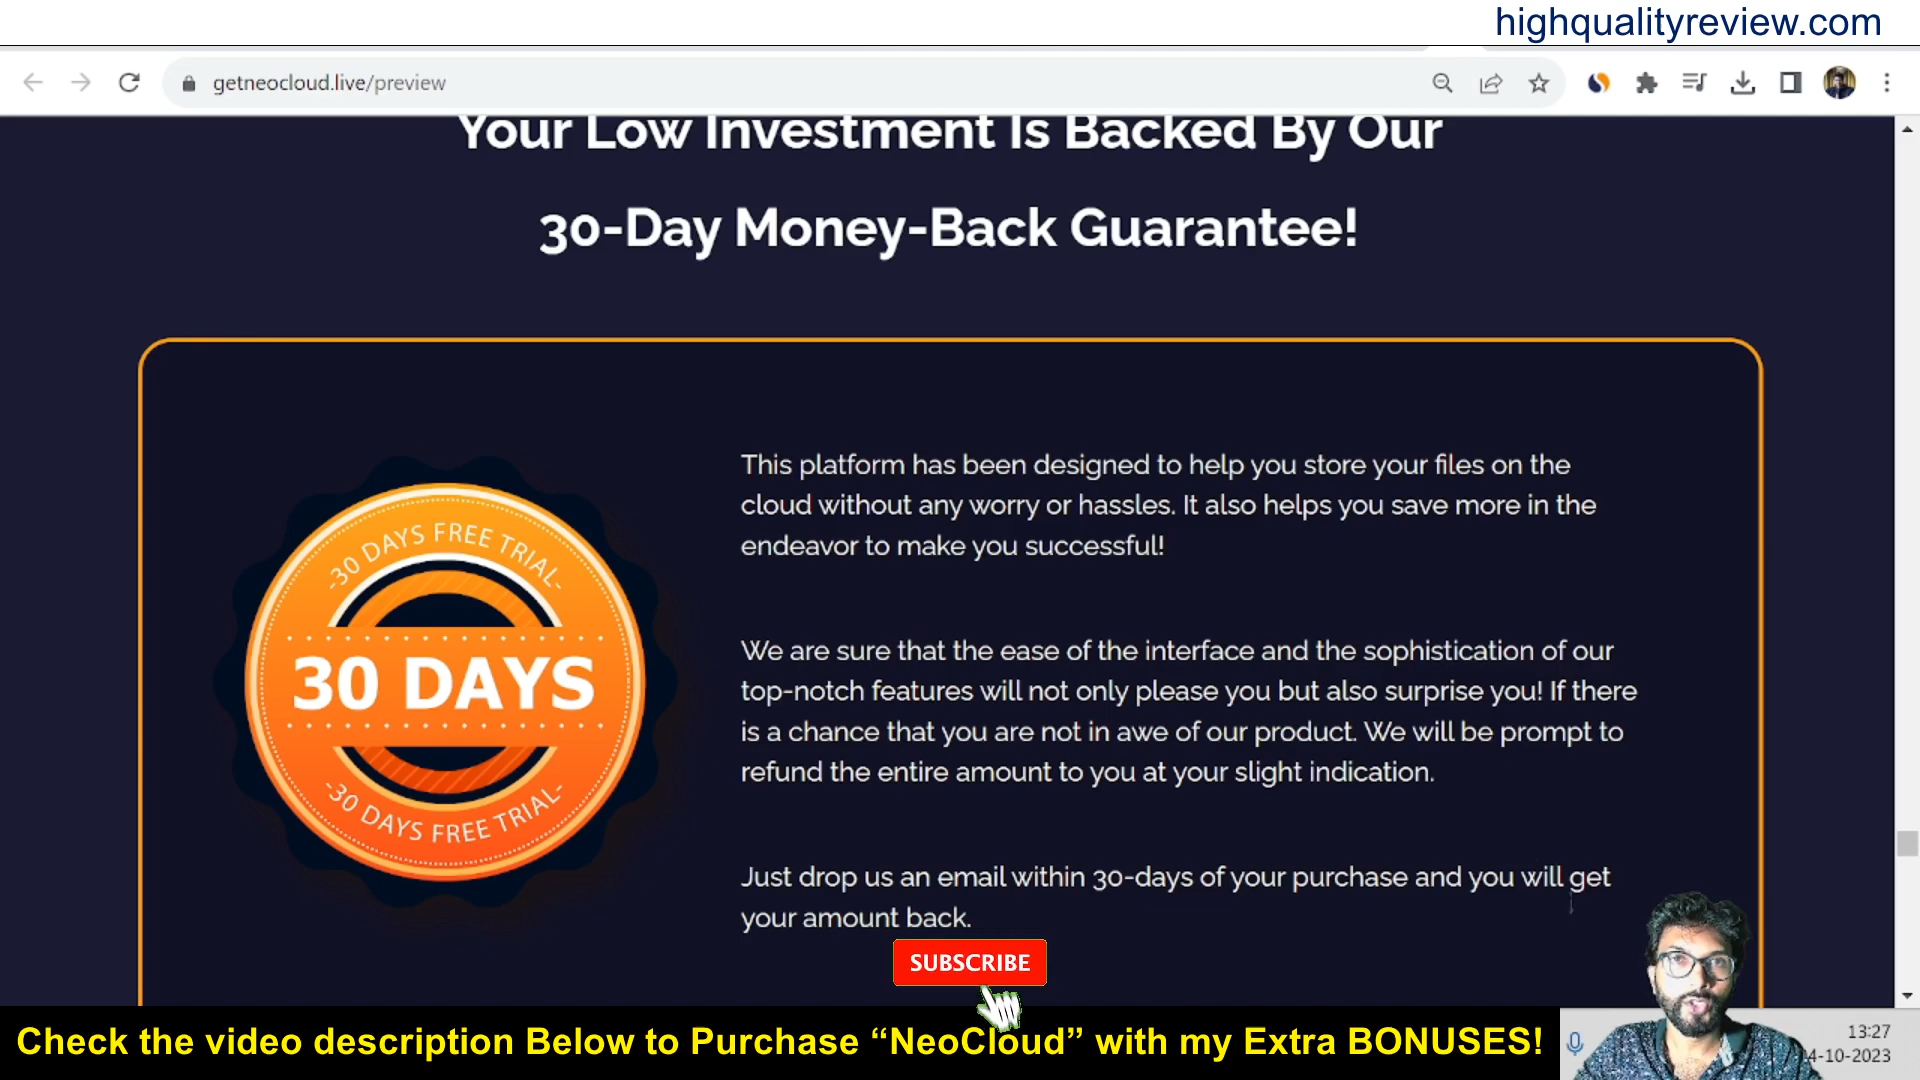 highqualityreview.com
getneocloud.live/preview
Your Low Investment Is Backed By Our
30-Day Money-Back Guarantee!
-30 DAYS FREE TRIAL-
30 DAYS
-30 DAYS FREE TRIAL-
This platform has been designed to help you store your files on the
cloud without any worry or hassles. It also helps you save more in the
endeavor to make you successful!
We are sure that the ease of the interface and the sophistication of our
top-notch features will not only please you but also surprise you! If there
is a chance that you are not in awe of our product. We will be prompt to
refund the entire amount to you at your slight indication.
Just drop us an email within 30-days of your purchase and you will get
your amount back.
SUBSCRIBE
Check the video description Below to Purchase “NeoCloud” with my Extra BONUSES!
13:27
4-10-2023